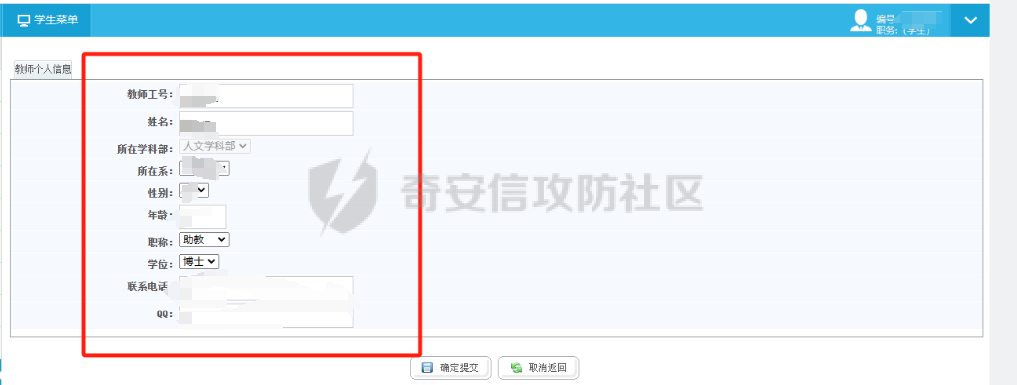 学生菜单
编号
职务:（学生）
教师个人信息
教师工号:
姓名:
所在学科部: 人文学科部
所在系:
性别:
年龄:
职称: 助教
学位: 博士
联系电话
QQ:
奇安信攻防社区
确定提交 取消返回